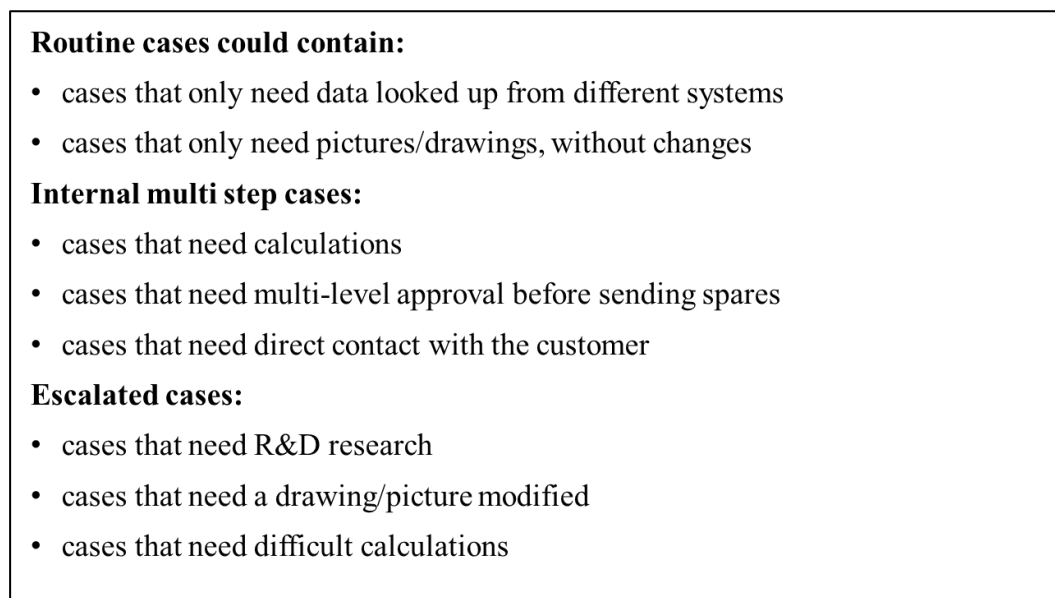 Routine cases could contain:
• cases that only need data looked up from different systems
• cases that only need pictures/drawings, without changes
Internal multi step cases:
• cases that need calculations
• cases that need multi-level approval before sending spares
• cases that need direct contact with the customer
Escalated cases:
• cases that need R&D research
• cases that need a drawing/picture modified
• cases that need difficult calculations